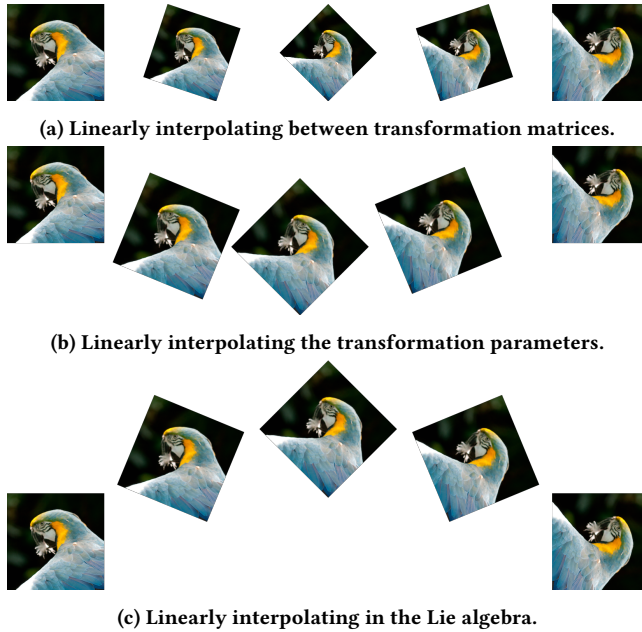 (a) Linearly interpolating between transformation matrices.
(b) Linearly interpolating the transformation parameters.
(c) Linearly interpolating in the Lie algebra.